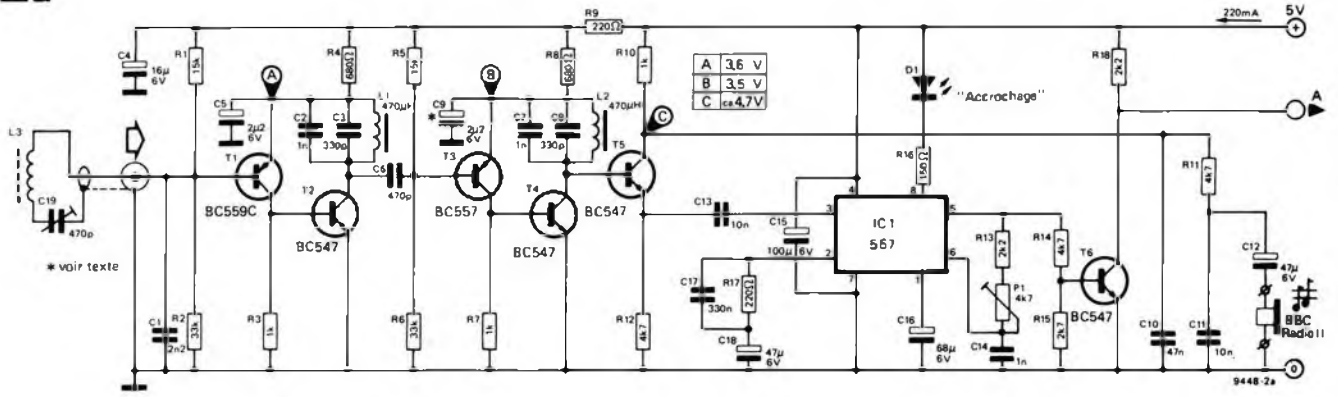 R9
220Ω
220mA
5V
+
C4
16µ
6V
R1
15k
R4
680Ω
R5
15k
R8
680Ω
R10
1k
A 3,6 V
B 3,5 V
C ca 4,7 V
D1
"Accrochage"
R18
2k2
A
A
B
C
L1
470µH
L2
470µH
C5
2µ2
6V
C2
1n
C3
330p
C9
*
2µ2
6V
C7
1n
C8
330p
L3
C19
470p
* voir texte
T1
BC559C
T2
BC547
C6
470p
T3
BC557
T4
BC547
T5
BC547
R16
150Ω
R11
4k7
C13
10n
C15
100µ 6V
IC 1
567
4
8
3
5
2
6
7
1
R13
2k2
R14
4k7
P1
4k7
T6
BC547
C12
47µ
6V
BBC
Radio II
C17
330n
R17
220Ω
C1
2n2
R2
33k
R3
1k
R6
33k
R7
1k
R12
4k7
C18
47µ
6V
C16
68µ
6V
C14
1n
R15
2k7
C10
47n
C11
10n
0
9448-2a